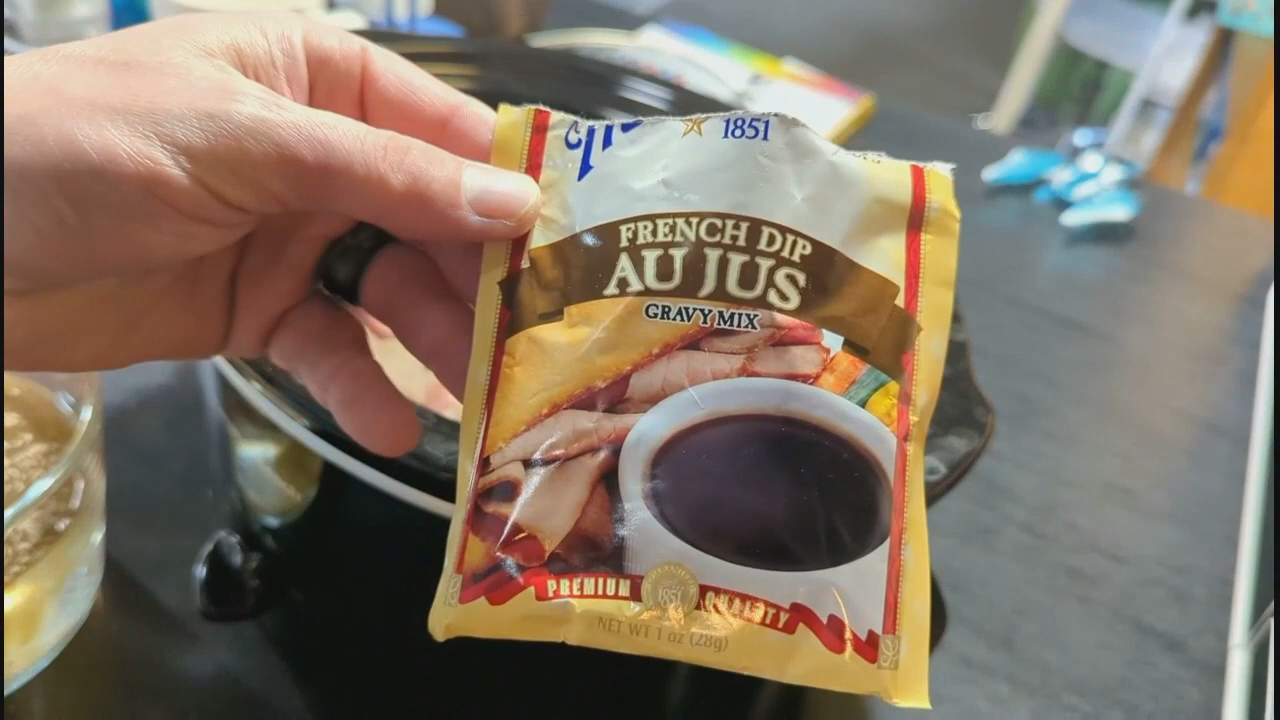 1851
FRENCH DIP
AU JUS
GRAVY MIX
PREMIUM 1851 QUALITY
NET WT 1 oz (28g)